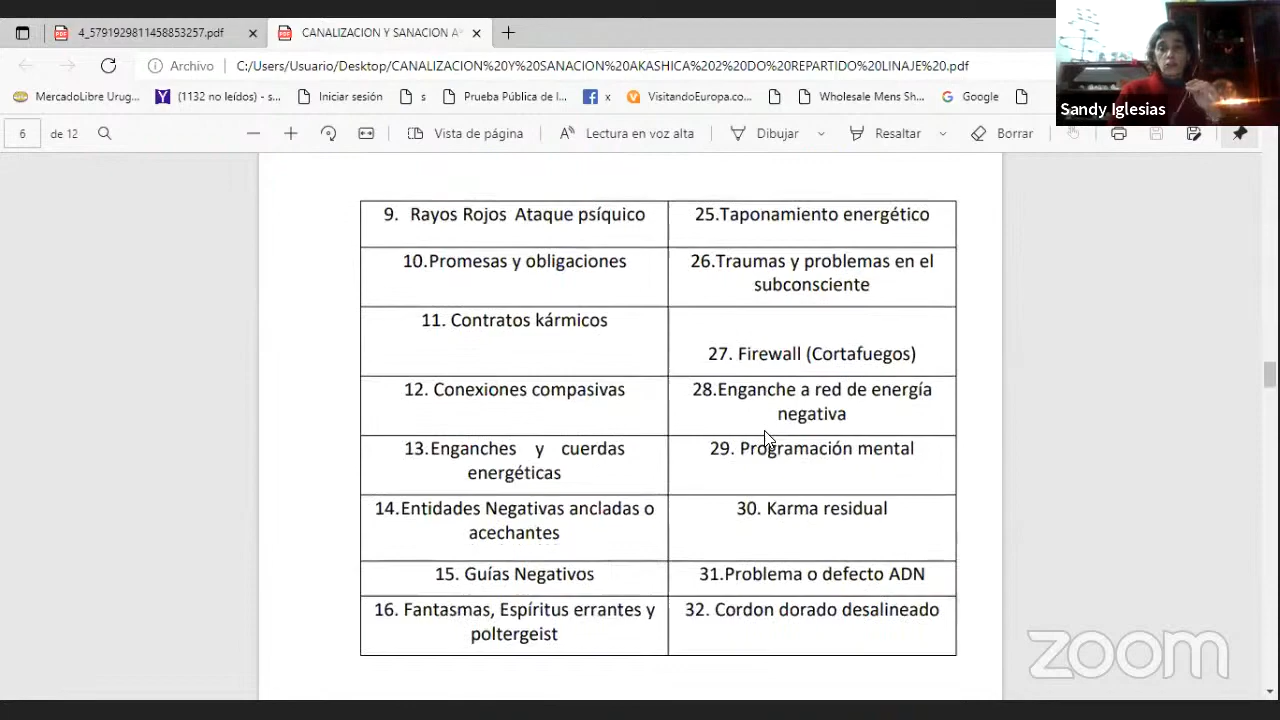 4_5791929811458853257.pdf
CANALIZACION Y SANACION A
Archivo
C:/Users/Usuario/Desktop/CANALIZACION%20Y%20SANACION%20AKASHICA%202%20DO%20REPARTIDO%20LINAJE%20.pdf
MercadoLibre Urug...
(1132 no leídos) - s...
Iniciar sesión
Prueba Pública de l...
x
VisitandoEuropa.co...
Wholesale Mens Sh...
Google
Sandy Iglesias
6 de 12
Vista de página
Lectura en voz alta
Dibujar
Resaltar
Borrar
9. Rayos Rojos Ataque psíquico
25.Taponamiento energético
10.Promesas y obligaciones
26.Traumas y problemas en el
subconsciente
11. Contratos kármicos
27. Firewall (Cortafuegos)
12. Conexiones compasivas
28.Enganche a red de energía
negativa
13.Enganches y cuerdas
energéticas
29. Programación mental
14.Entidades Negativas ancladas o
acechantes
30. Karma residual
15. Guías Negativos
31.Problema o defecto ADN
16. Fantasmas, Espíritus errantes y
poltergeist
32. Cordon dorado desalineado
zoom